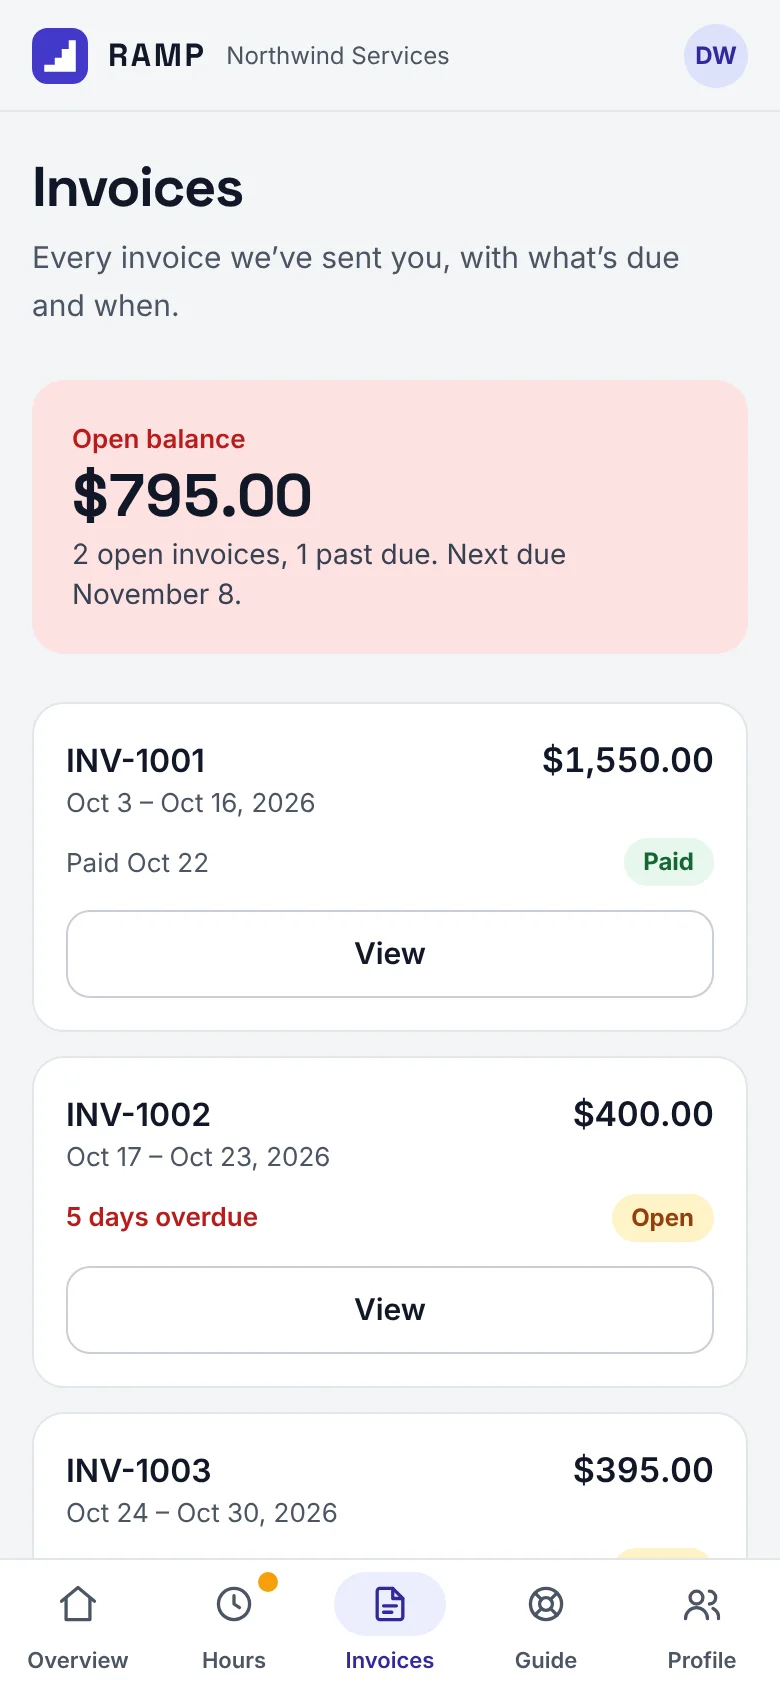 RAMP Northwind Services DW
Invoices
Every invoice we’ve sent you, with what’s due
and when.
Open balance
$795.00
2 open invoices, 1 past due. Next due
November 8.
INV-1001 $1,550.00
Oct 3 – Oct 16, 2026
Paid Oct 22 Paid
View
INV-1002 $400.00
Oct 17 – Oct 23, 2026
5 days overdue Open
View
INV-1003 $395.00
Oct 24 – Oct 30, 2026
Overview Hours Invoices Guide Profile